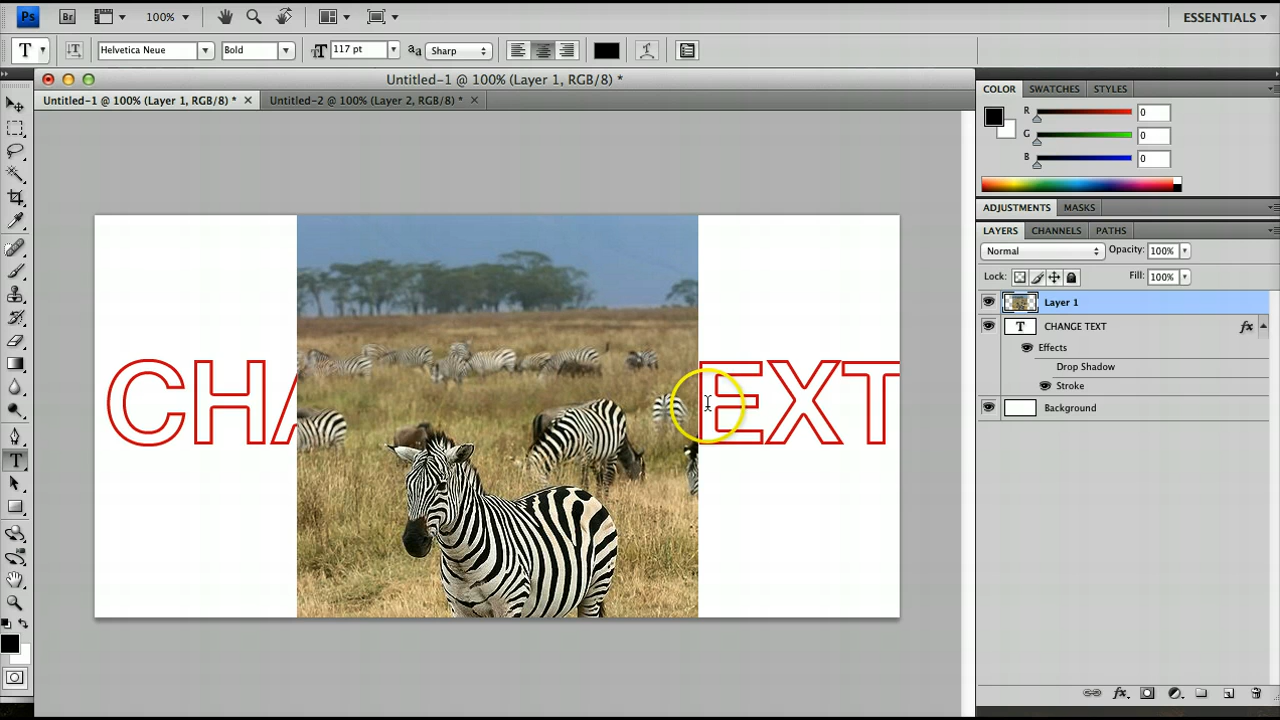 Ps
Br
100%
ESSENTIALS
T
T
Helvetica Neue
Bold
T
117 pt
aa
Sharp
Untitled-1 @ 100% (Layer 1, RGB/8) *
Untitled-1 @ 100% (Layer 1, RGB/8) *
Untitled-2 @ 100% (Layer 2, RGB/8) *
COLOR
SWATCHES
STYLES
R
0
G
0
B
0
ADJUSTMENTS
MASKS
LAYERS
CHANNELS
PATHS
Normal
Opacity:
100%
Lock:
Fill:
100%
Layer 1
T
CHANGE TEXT
fx
Effects
Drop Shadow
Stroke
Background
CHA
EXT
T
fx